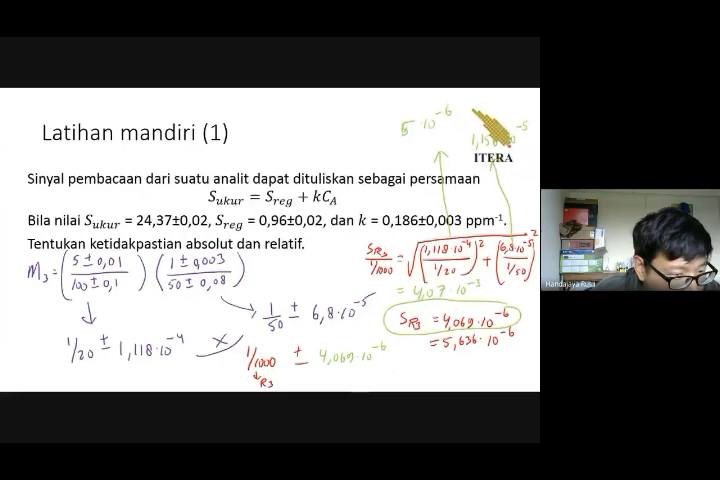 Latihan mandiri (1)
5 · 10⁻⁶
ITERA
Sinyal pembacaan dari suatu analit dapat dituliskan sebagai persamaan
S_ukur = S_reg + kC_A
Bila nilai S_ukur = 24,37±0,02, S_reg = 0,96±0,02, dan k = 0,186±0,003 ppm⁻¹.
Tentukan ketidakpastian absolut dan relatif.
M₃ = (5 ± 0,01 / 100 ± 0,1) (1 ± 0,003 / 50 ± 0,08)
1/20 ± 1,118·10⁻⁴ × 1/50 ± 6,8·10⁻⁵
1/1000 ± 4,069·10⁻⁶
R₃
S_R₃ / 1/1000 = √((1,118·10⁻⁴ / 1/20)² + (6,8·10⁻⁵ / 1/50)²)
= 4,07·10⁻³
S_R₃ = 4,069·10⁻⁶
= 5,636·10⁻⁶
Handajaya Rusli